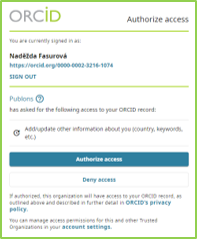 ORCiD
Authorize access
You are currently signed in as:
Naděžda Fasurová
https://orcid.org/0000-0002-3216-1074
SIGN OUT
Publons ?
has asked for the following access to your ORCID record:
Add/update other information about you (country, keywords,
etc.)
Authorize access
Deny access
If authorized, this organization will have access to your ORCID record, as
outlined above and described in further detail in ORCID's privacy
policy.
You can manage access permissions for this and other Trusted
Organizations in your account settings.